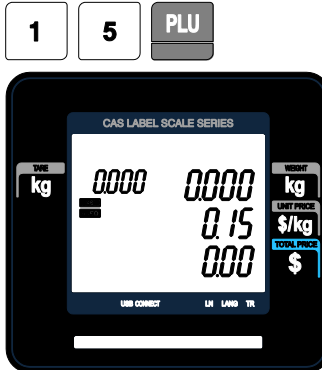 1 5 PLU
CAS LABEL SCALE SERIES
TARE
kg
0.000 0.000
WEIGHT
kg
0.15
UNIT PRICE
$/kg
0.00
TOTAL PRICE
$
USB CONNECT LN LANG TR